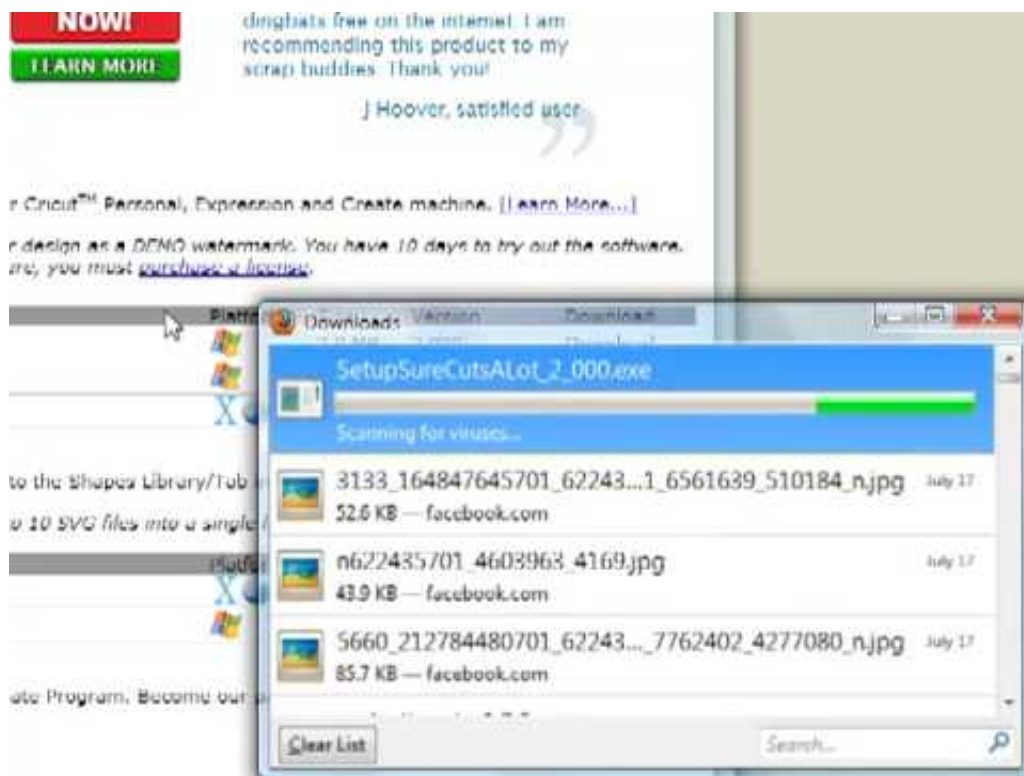 NOW!
LEARN MORE
dingbats free on the internet. I am
recommending this product to my
scrap buddies. Thank you!
J Hoover, satisfied user
”
r Cricut™ Personal, Expression and Create machine. [Learn More...]
r design as a DEMO watermark. You have 10 days to try out the software.
are, you must purchase a license.
Version
Download
Downloads
SetupSureCutsALot_2_000.exe
Scanning for viruses...
to the Shapes Library/Tab
3133_164847645701_62243...1_6561639_510184_n.jpg
July 17
52.6 KB — facebook.com
o 10 SVG files into a single
n622435701_4603963_4169.jpg
July 17
43.9 KB — facebook.com
5660_212784480701_62243..._7762402_4277080_n.jpg
July 17
85.7 KB — facebook.com
ate Program. Become our
Clear List
Search...